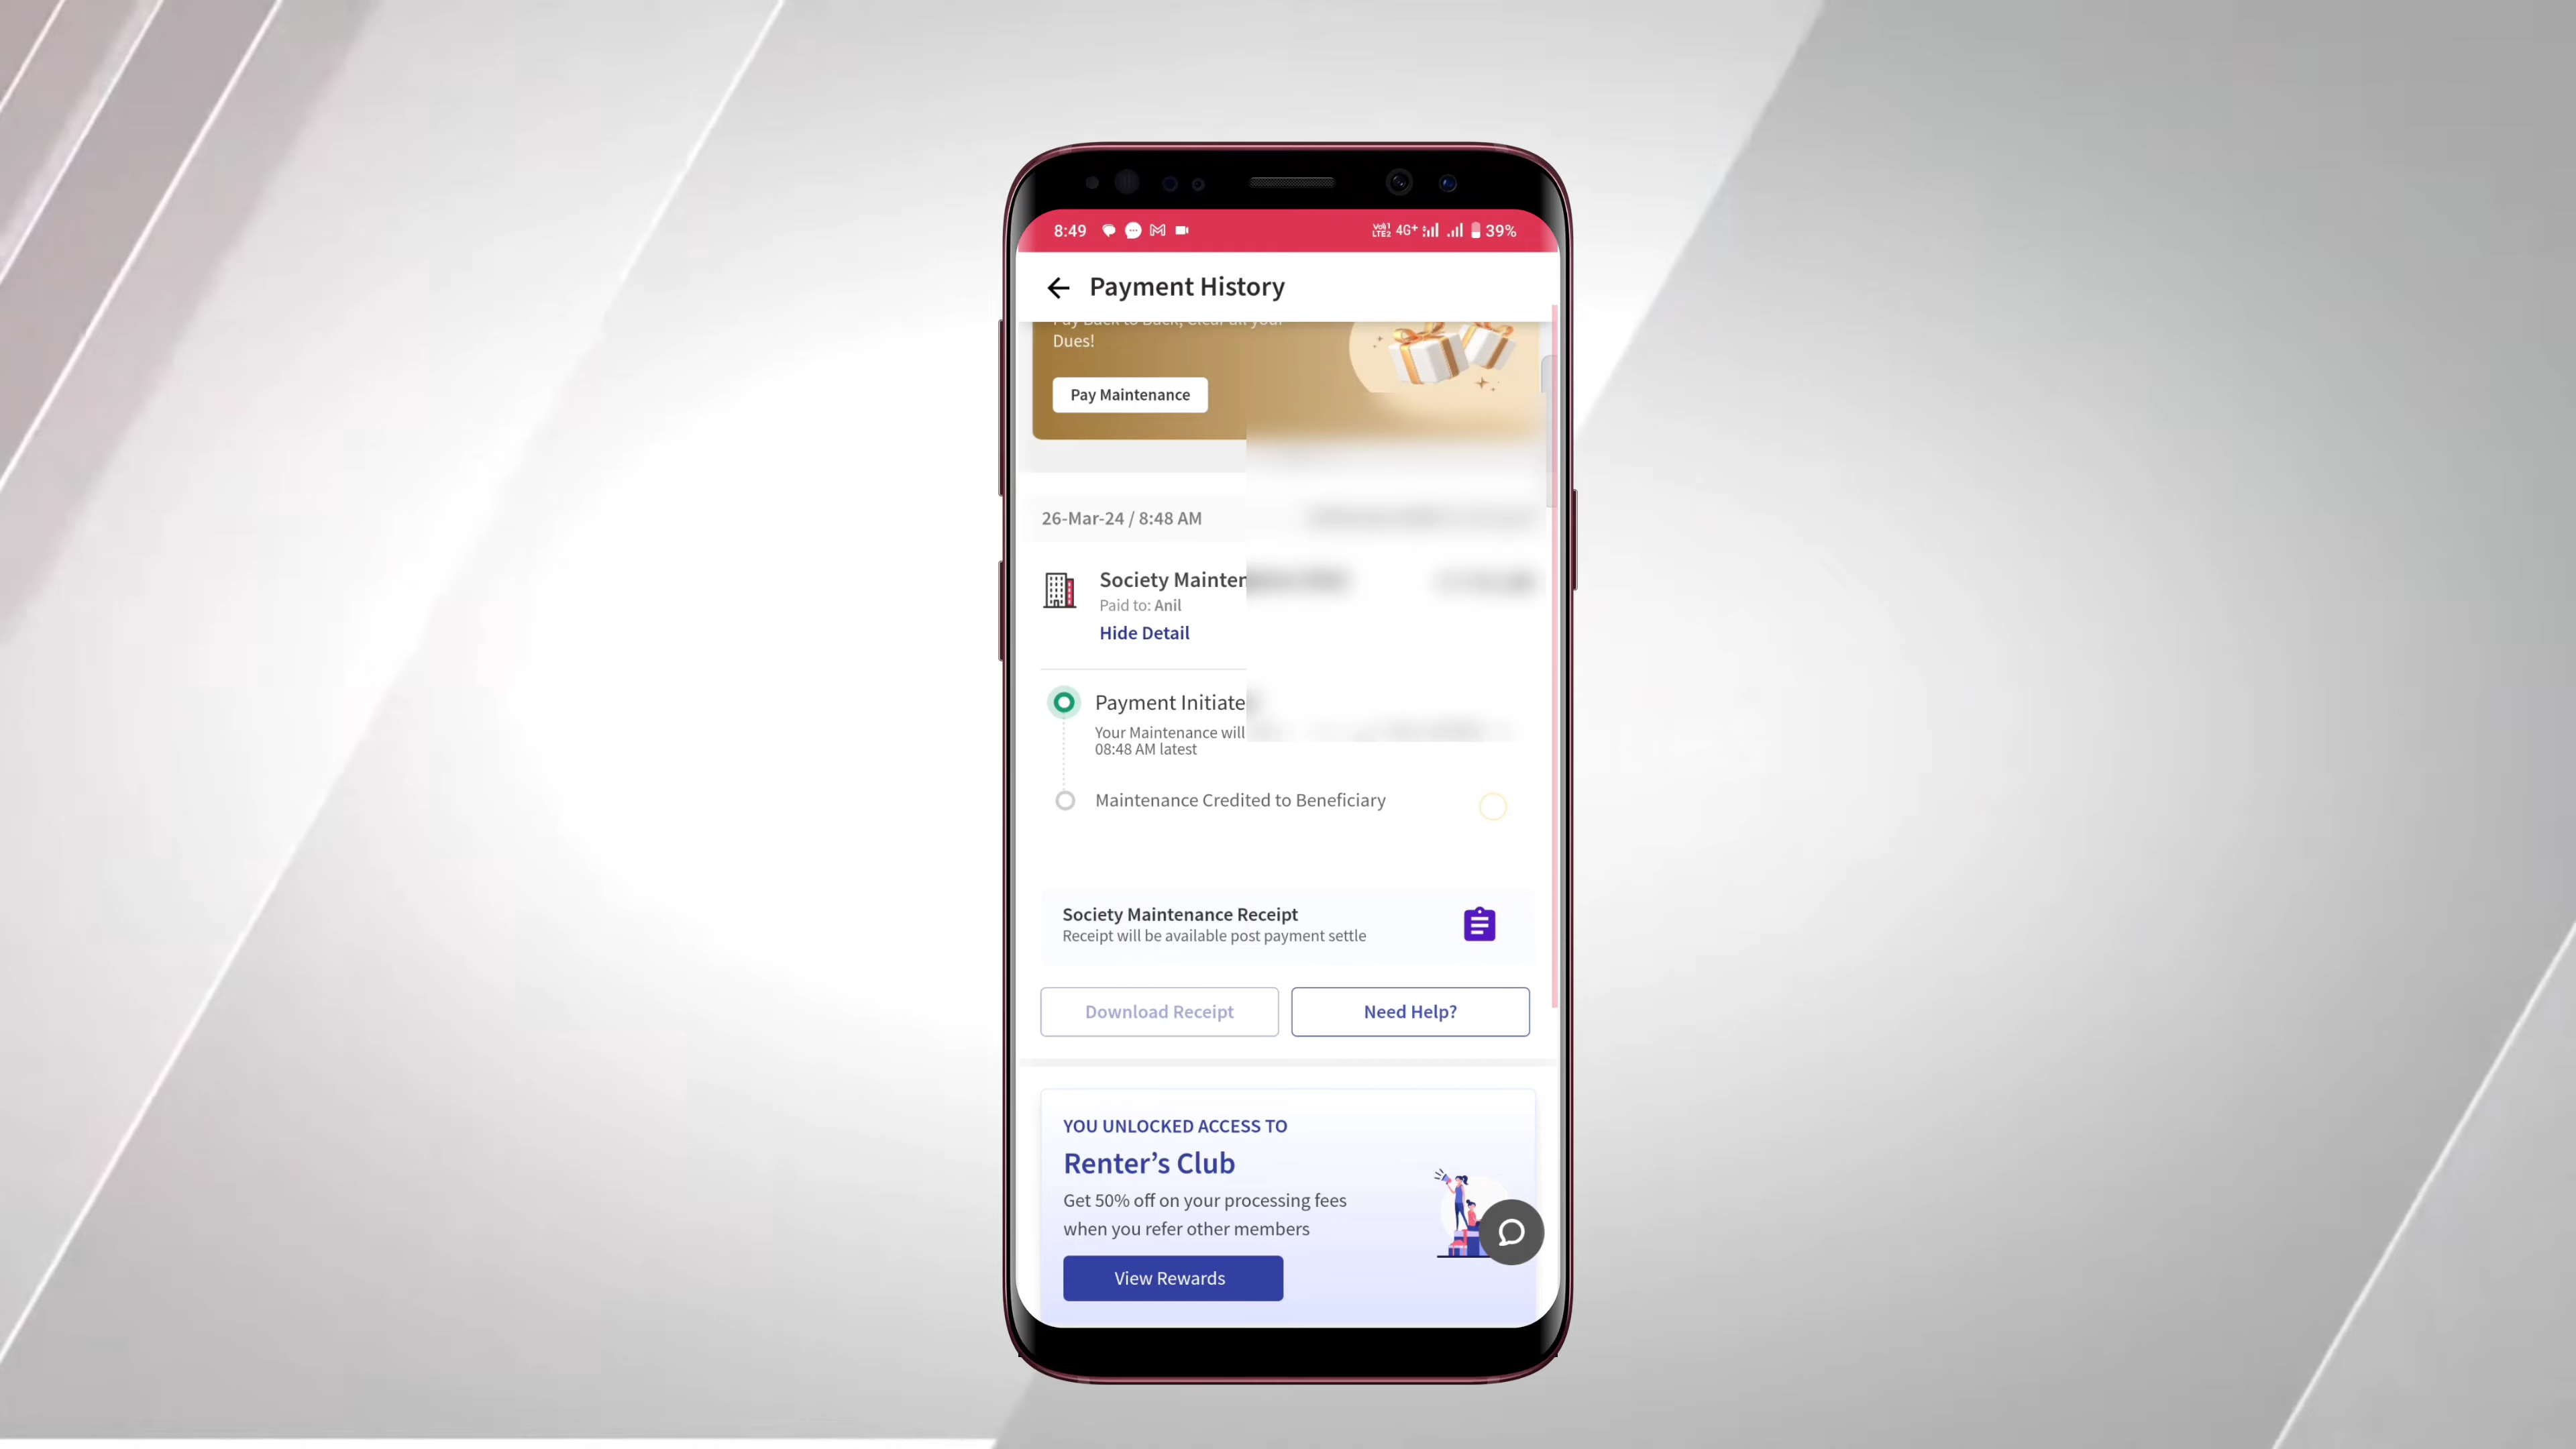 8:49
4G+ 39%
Payment History
Dues!
Pay Maintenance
26-Mar-24 / 8:48 AM
Society
Paid to: Anil
Hide Detail
Payment
Your Maintenance will
08:48 AM latest
Maintenance Credited to Beneficiary
Society Maintenance Receipt
Receipt will be available post payment settle
Download Receipt
Need Help?
YOU UNLOCKED ACCESS TO
Renter’s Club
Get 50% off on your processing fees
when you refer other members
View Rewards